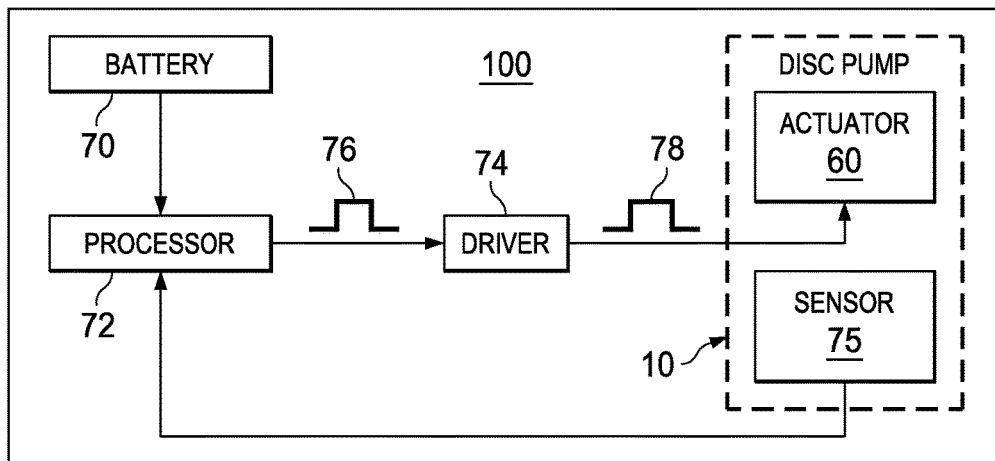 BATTERY
70
100
DISC PUMP
ACTUATOR
60
76
74
78
PROCESSOR
72
DRIVER
SENSOR
75
10